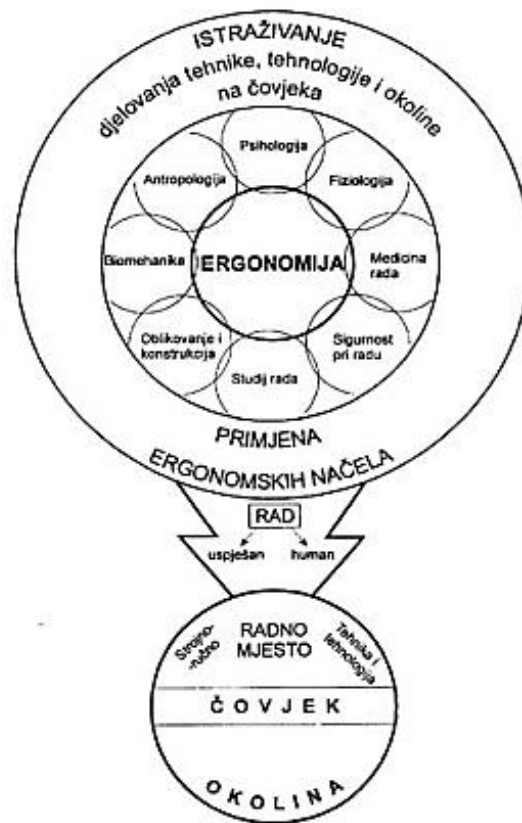 ISTRAŽIVANJE
djelovanja tehnike, tehnologije i okoline
na čovjeka
Psihologija
Antropologija
Fiziologija
Biomehanika
ERGONOMIJA
Medicina
rada
Oblikovanje i
konstrukcija
Sigurnost
pri radu
Studij rada
PRIMJENA
ERGONOMSKIH NAČELA
RAD
uspješan
human
Strojno-
-ručno
RADNO
MJESTO
Tehnika i
tehnologija
ČOVJEK
OKOLINA